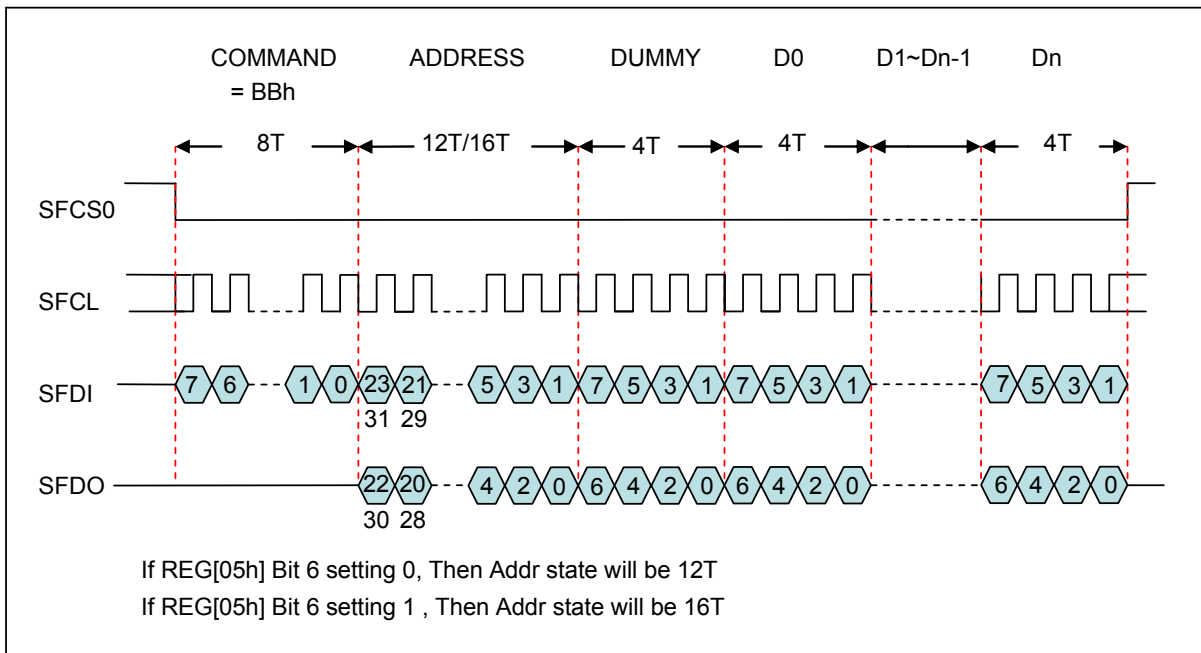 COMMAND ADDRESS DUMMY D0 D1~Dn-1 Dn
= BBh
8T 12T/16T 4T 4T 4T
SFCS0
SFCL
SFDI 7 6 1 0 23 21 5 3 1 7 5 3 1 7 5 3 1 7 5 3 1
31 29
SFDO 22 20 4 2 0 6 4 2 0 6 4 2 0 6 4 2 0
30 28
If REG[05h] Bit 6 setting 0, Then Addr state will be 12T
If REG[05h] Bit 6 setting 1 , Then Addr state will be 16T